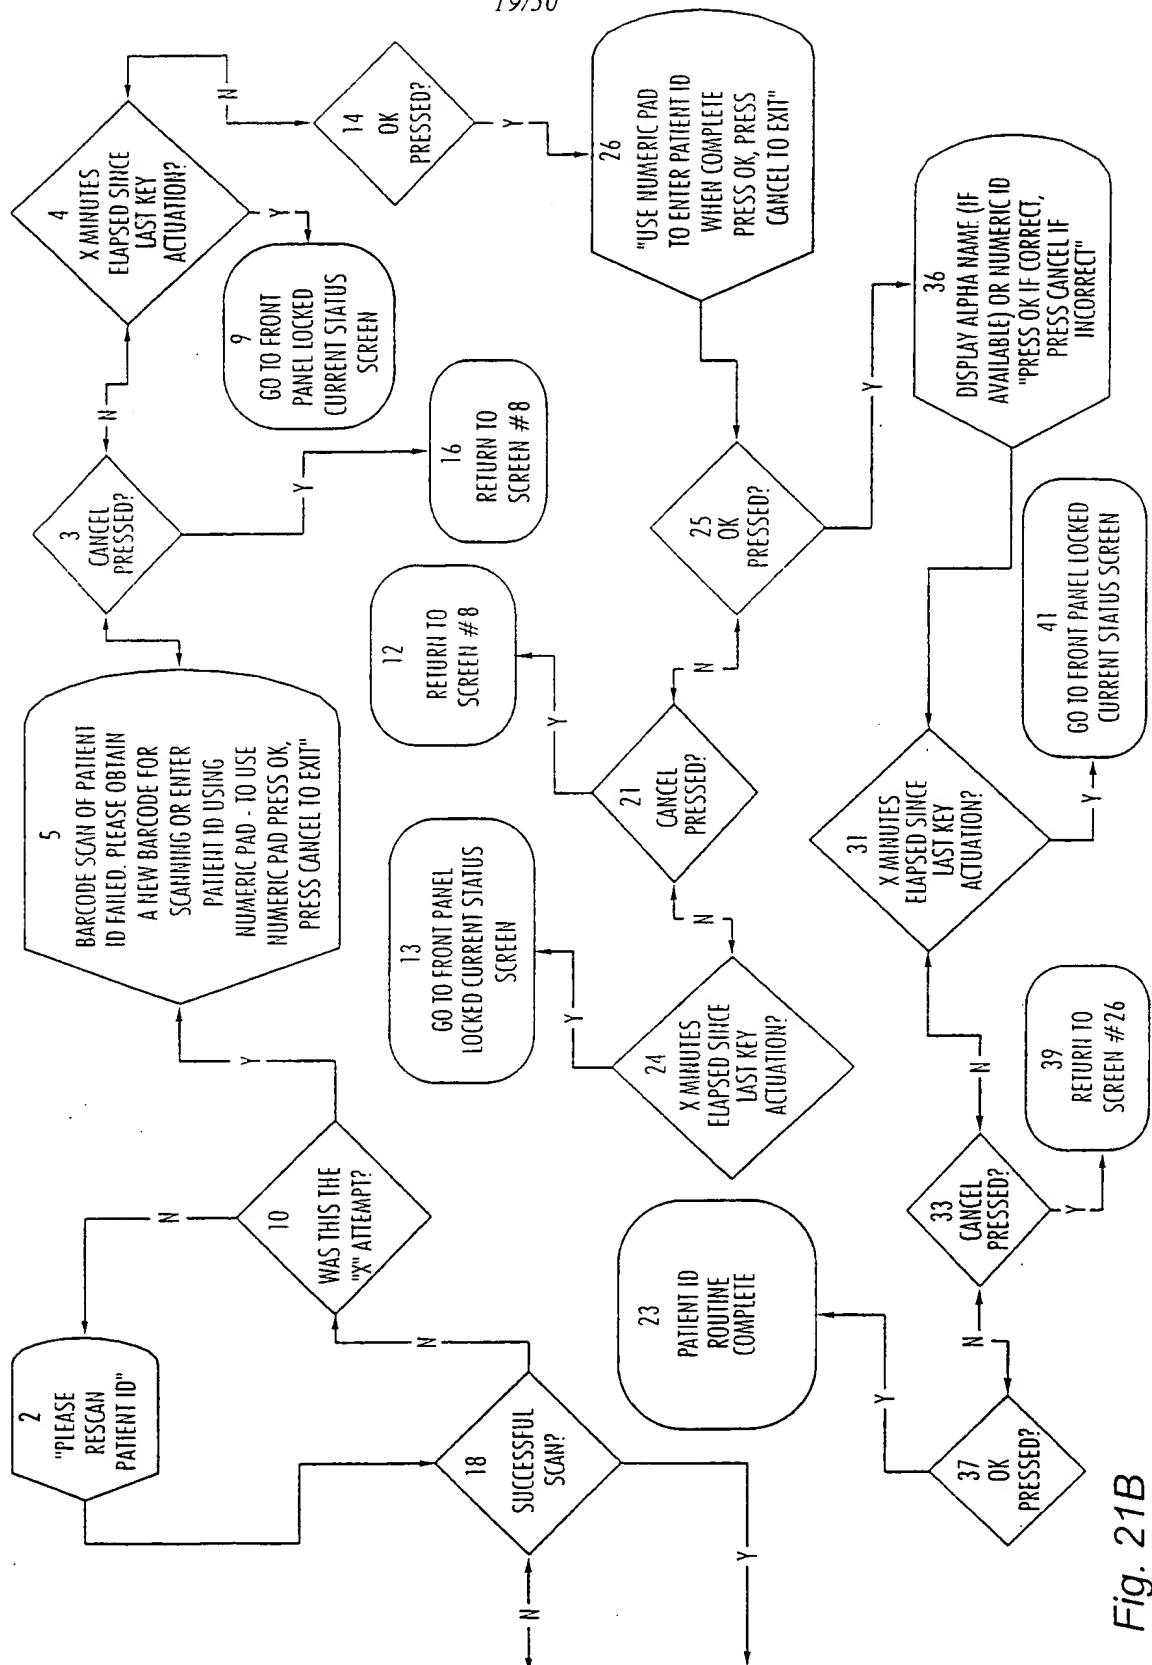 19/50
2
"PLEASE
RESCAN
PATIENT ID"
N
10
WAS THIS THE
"X" ATTEMPT?
Y
5
BARCODE SCAN OF PATIENT
ID FAILED. PLEASE OBTAIN
A NEW BARCODE FOR
SCANNING OR ENTER
PATIENT ID USING
NUMERIC PAD - TO USE
NUMERIC PAD PRESS OK,
PRESS CANCEL TO EXIT"
3
CANCEL
PRESSED?
N
Y
4
X MINUTES
ELAPSED SINCE
LAST KEY
ACTUATION?
N
Y
9
GO TO FRONT
PANEL LOCKED
CURRENT STATUS
SCREEN
16
RETURN TO
SCREEN #8
14
OK
PRESSED?
Y
N
18
SUCCESSFUL
SCAN?
N
Y
13
GO TO FRONT PANEL
LOCKED CURRENT STATUS
SCREEN
Y
12
RETURN TO
SCREEN #8
Y
24
X MINUTES
ELAPSED SINCE
LAST KEY
ACTUATION?
N
21
CANCEL
PRESSED?
N
25
OK
PRESSED?
Y
26
"USE NUMERIC PAD
TO ENTER PATIENT ID
WHEN COMPLETE
PRESS OK, PRESS
CANCEL TO EXIT"
23
PATIENT ID
ROUTINE
COMPLETE
Y
37
OK
PRESSED?
N
33
CANCEL
PRESSED?
Y
N
31
X MINUTES
ELAPSED SINCE
LAST KEY
ACTUATION?
Y
36
DISPLAY ALPHA NAME (IF
AVAILABLE) OR NUMERIC ID
"PRESS OK IF CORRECT,
PRESS CANCEL IF
INCORRECT"
39
RETURN TO
SCREEN #26
41
GO TO FRONT PANEL LOCKED
CURRENT STATUS SCREEN
Fig. 21B